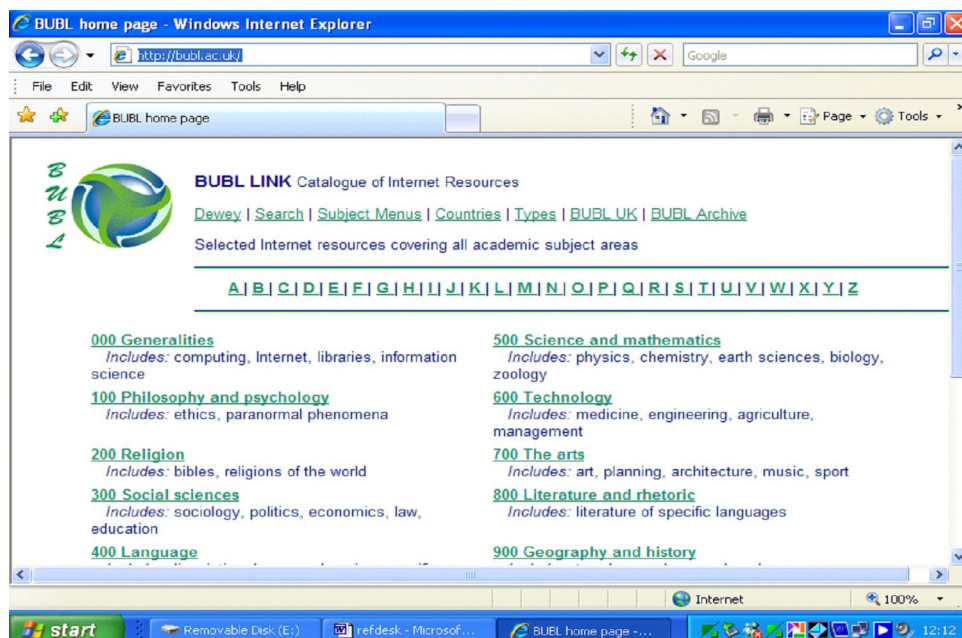 BUBL home page - Windows Internet Explorer
http://bubl.ac.uk/
Google
File Edit View Favorites Tools Help
BUBL home page
Page
Tools
BUBL
BUBL LINK Catalogue of Internet Resources
Dewey | Search | Subject Menus | Countries | Types | BUBL UK | BUBL Archive
Selected Internet resources covering all academic subject areas
A | B | C | D | E | F | G | H | I | J | K | L | M | N | O | P | Q | R | S | T | U | V | W | X | Y | Z
000 Generalities
Includes: computing, Internet, libraries, information
science
100 Philosophy and psychology
Includes: ethics, paranormal phenomena
200 Religion
Includes: bibles, religions of the world
300 Social sciences
Includes: sociology, politics, economics, law,
education
400 Language
500 Science and mathematics
Includes: physics, chemistry, earth sciences, biology,
zoology
600 Technology
Includes: medicine, engineering, agriculture,
management
700 The arts
Includes: art, planning, architecture, music, sport
800 Literature and rhetoric
Includes: literature of specific languages
900 Geography and history
Internet
100%
start
Removable Disk (E:)
refdesk - Microsof...
BUBL home page -...
12:12